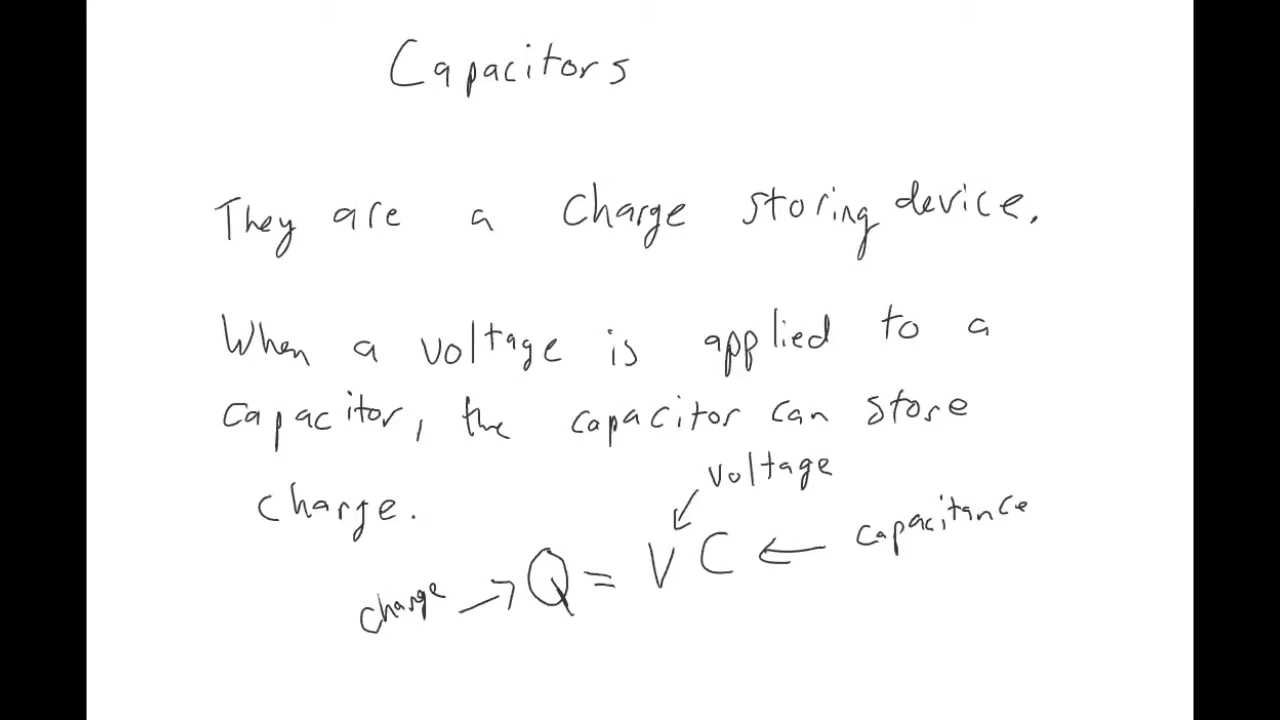 Capacitors
They are a charge storing device.
When a voltage is applied to a
capacitor, the capacitor can store
charge.
voltage
capacitance
Q = VC
charge